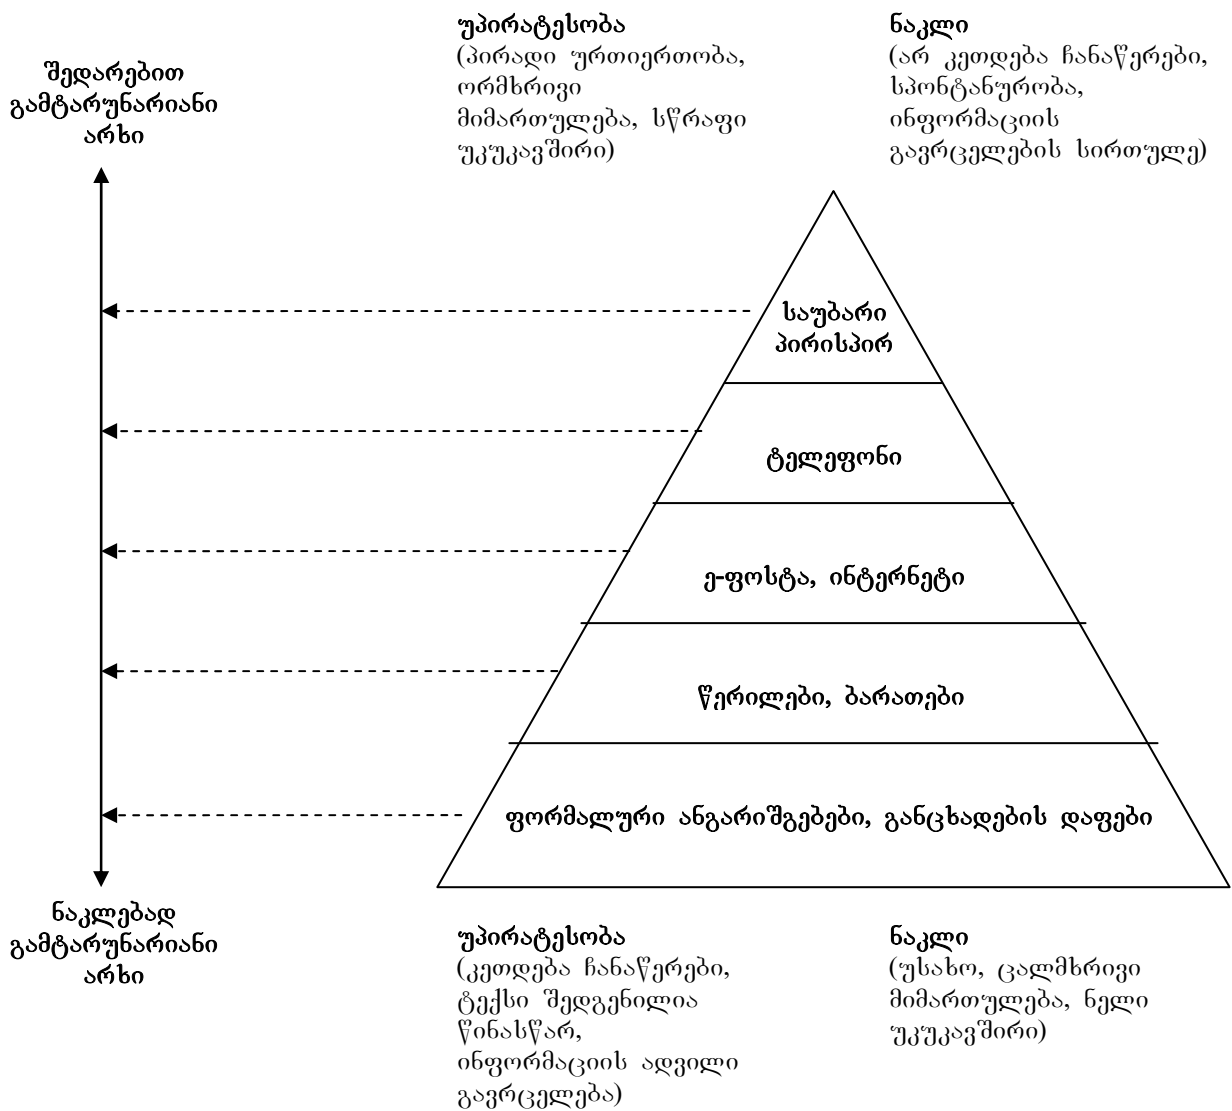 უპირატესობა
(პირადი ურთიერთობა,
ორმხრივი
მიმართულება, სწრაფი
უკუკავშირი)
ნაკლი
(არ კეთდება ჩანაწერები,
სპონტანურობა,
ინფორმაციის
გავრცელების სირთულე)
შედარებით
გამტარუნარიანი
არხი
საუბარი
პირისპირ
ტელეფონი
ე-ფოსტა, ინტერნეტი
წერილები, ბარათები
ფორმალური ანგარიშგებები, განცხადების დაფები
ნაკლებად
გამტარუნარიანი
არხი
უპირატესობა
(კეთდება ჩანაწერები,
ტექსი შედგენილია
წინასწარ,
ინფორმაციის ადვილი
გავრცელება)
ნაკლი
(უსახო, ცალმხრივი
მიმართულება, ნელი
უკუკავშირი)